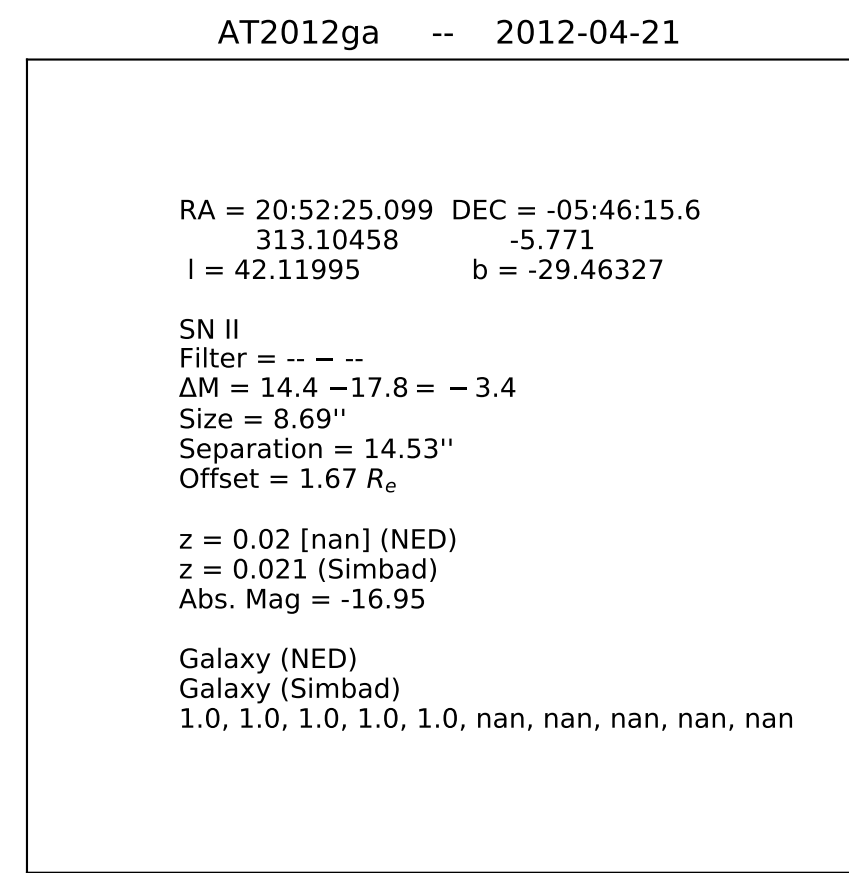 AT2012ga -- 2012-04-21
RA = 20:52:25.099 DEC = -05:46:15.6
313.10458 -5.771
l = 42.11995 b = -29.46327
SN II
Filter = -- − --
ΔM = 14.4 −17.8 = − 3.4
Size = 8.69''
Separation = 14.53''
Offset = 1.67 Rₑ
z = 0.02 [nan] (NED)
z = 0.021 (Simbad)
Abs. Mag = -16.95
Galaxy (NED)
Galaxy (Simbad)
1.0, 1.0, 1.0, 1.0, 1.0, nan, nan, nan, nan, nan